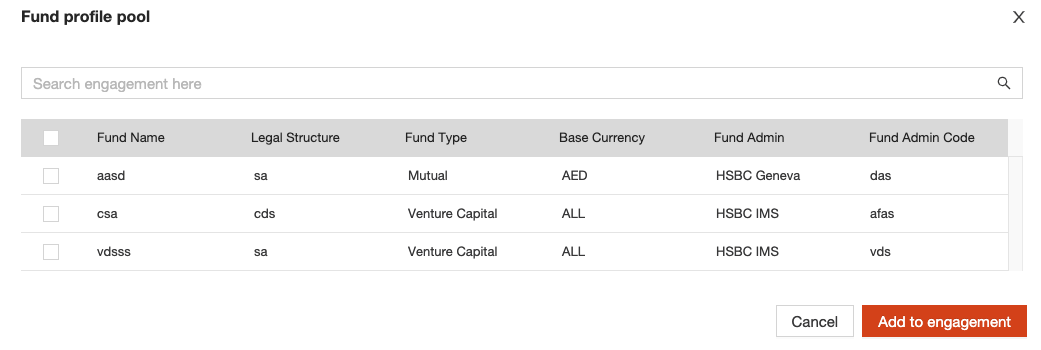 Fund profile pool X
Search engagement here
Fund Name Legal Structure Fund Type Base Currency Fund Admin Fund Admin Code
aasd sa Mutual AED HSBC Geneva das
csa cds Venture Capital ALL HSBC IMS afas
vdsss sa Venture Capital ALL HSBC IMS vds
Cancel Add to engagement